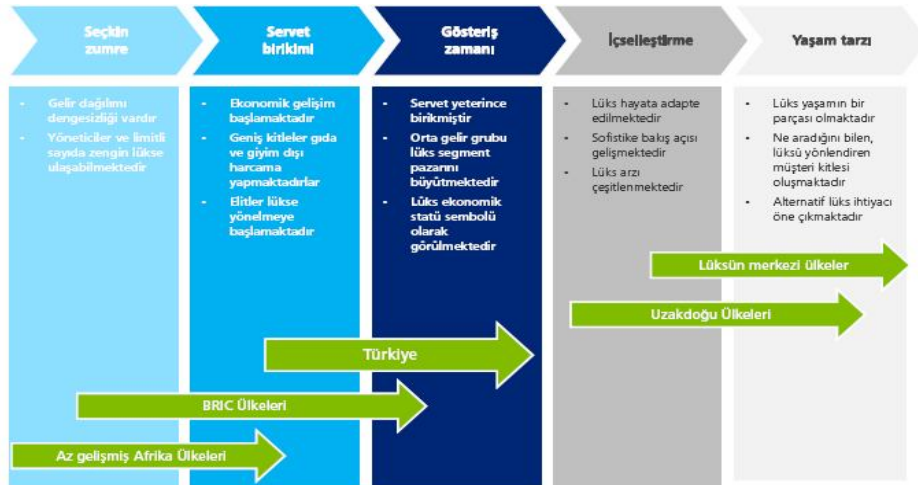 Seçkin
zumre
Servet
birikimi
Gösteriş
zamanı
İçselleştirme
Yaşam tarzı
- Gelir dağılımı
dengesizliği vardır
- Yöneticiler ve limitli
sayıda zengin lükse
ulaşabilmektedir
- Ekonomik gelişim
başlamaktadır
- Geniş kitleler gıda
ve giyim dışı
harcama
yapmaktadırlar
- Elitler lükse
yönelmeye
başlamaktadır
- Servet yeterince
birikmiştir
- Orta gelir grubu
lüks segment
pazarını
büyütmektedir
- Lüks ekonomik
statü sembolü
olarak
görülmektedir
- Lüks hayata adapte
edilmektedir
- Sofistike bakış açısı
gelişmektedir
- Lüks arzı
çeşitlenmektedir
- Lüks yaşamın bir
parçası olmaktadır
- Ne aradığını bilen,
lüksü yönlendiren
müşteri kitlesi
oluşmaktadır
- Alternatif lüks ihtiyacı
öne çıkmaktadır
Lüksün merkezi ülkeler
Uzakdoğu Ülkeleri
Türkiye
BRIC Ülkeleri
Az gelişmiş Afrika Ülkeleri